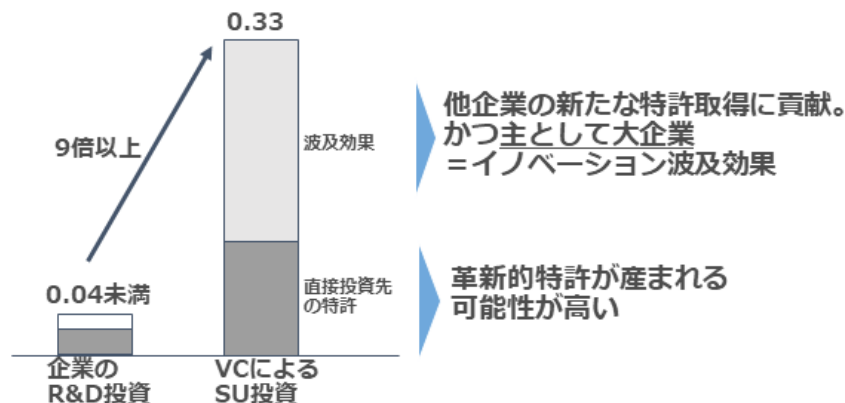 0.33
9倍以上
波及効果
他企業の新たな特許取得に貢献。
かつ主として大企業
＝イノベーション波及効果
0.04未満
直接投資先
の特許
革新的特許が産まれる
可能性が高い
企業の
R&D投資
VCによる
SU投資